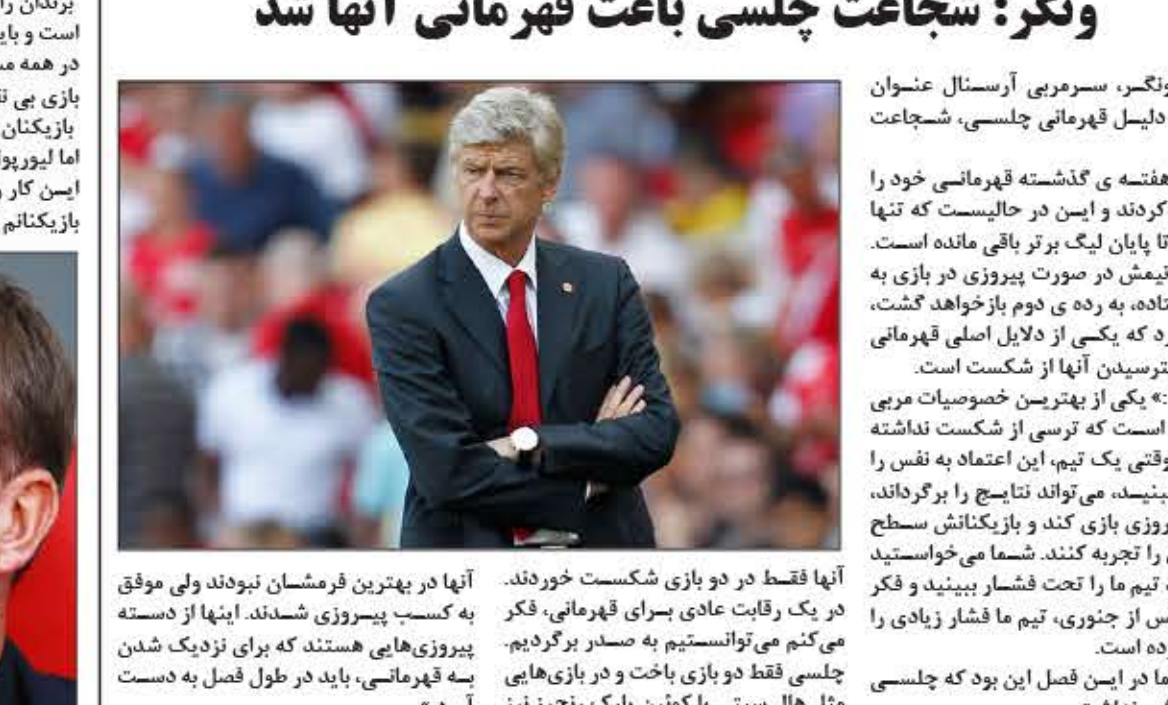 ونگر: شجاعت چلسی باعث قهرمانی آنها شد
ونگر، سرمربی آرسنال عنوان
دلیل قهرمانی چلسی، شجاعت
هفته ی گذشته قهرمانی خود را
کردند و این در حالیست که تنها
تا پایان لیگ برتر باقی مانده است.
تیمش در صورت پیروزی در بازی به
به رده ی دوم بازخواهد گشت،
که یکی از دلایل اصلی قهرمانی
آنها از شکست است.
:» یکی از بهترین خصوصیات مربی
است که ترسی از شکست نداشته
وقتی یک تیم، این اعتماد به نفس را
می‌تواند نتایج را برگرداند،
بازی کند و بازیکنانش سطح
را تجربه کنند. شما می‌خواستید
تیم ما را تحت فشار ببینید و فکر
از جنوری، تیم ما فشار زیادی را
است.
ما در این فصل این بود که چلسی
آنها فقط در دو بازی شکست خوردند.
در یک رقابت عادی برای قهرمانی، فکر
می‌کنم می‌توانستیم به صدر برگردیم.
چلسی فقط دو بازی باخت و در بازی‌هایی
مثل هال سیتی یا کوئین پارک رنجرز نیز
آنها در بهترین فرمشان نبودند ولی موفق
به کسب پیروزی شدند. اینها از دسته
پیروزی‌هایی هستند که برای نزدیک شدن
به قهرمانی، باید در طول فصل به دست
برندان
است و
در همه
بازی بی
بازیکنان
اما
این کار
بازیکنانم